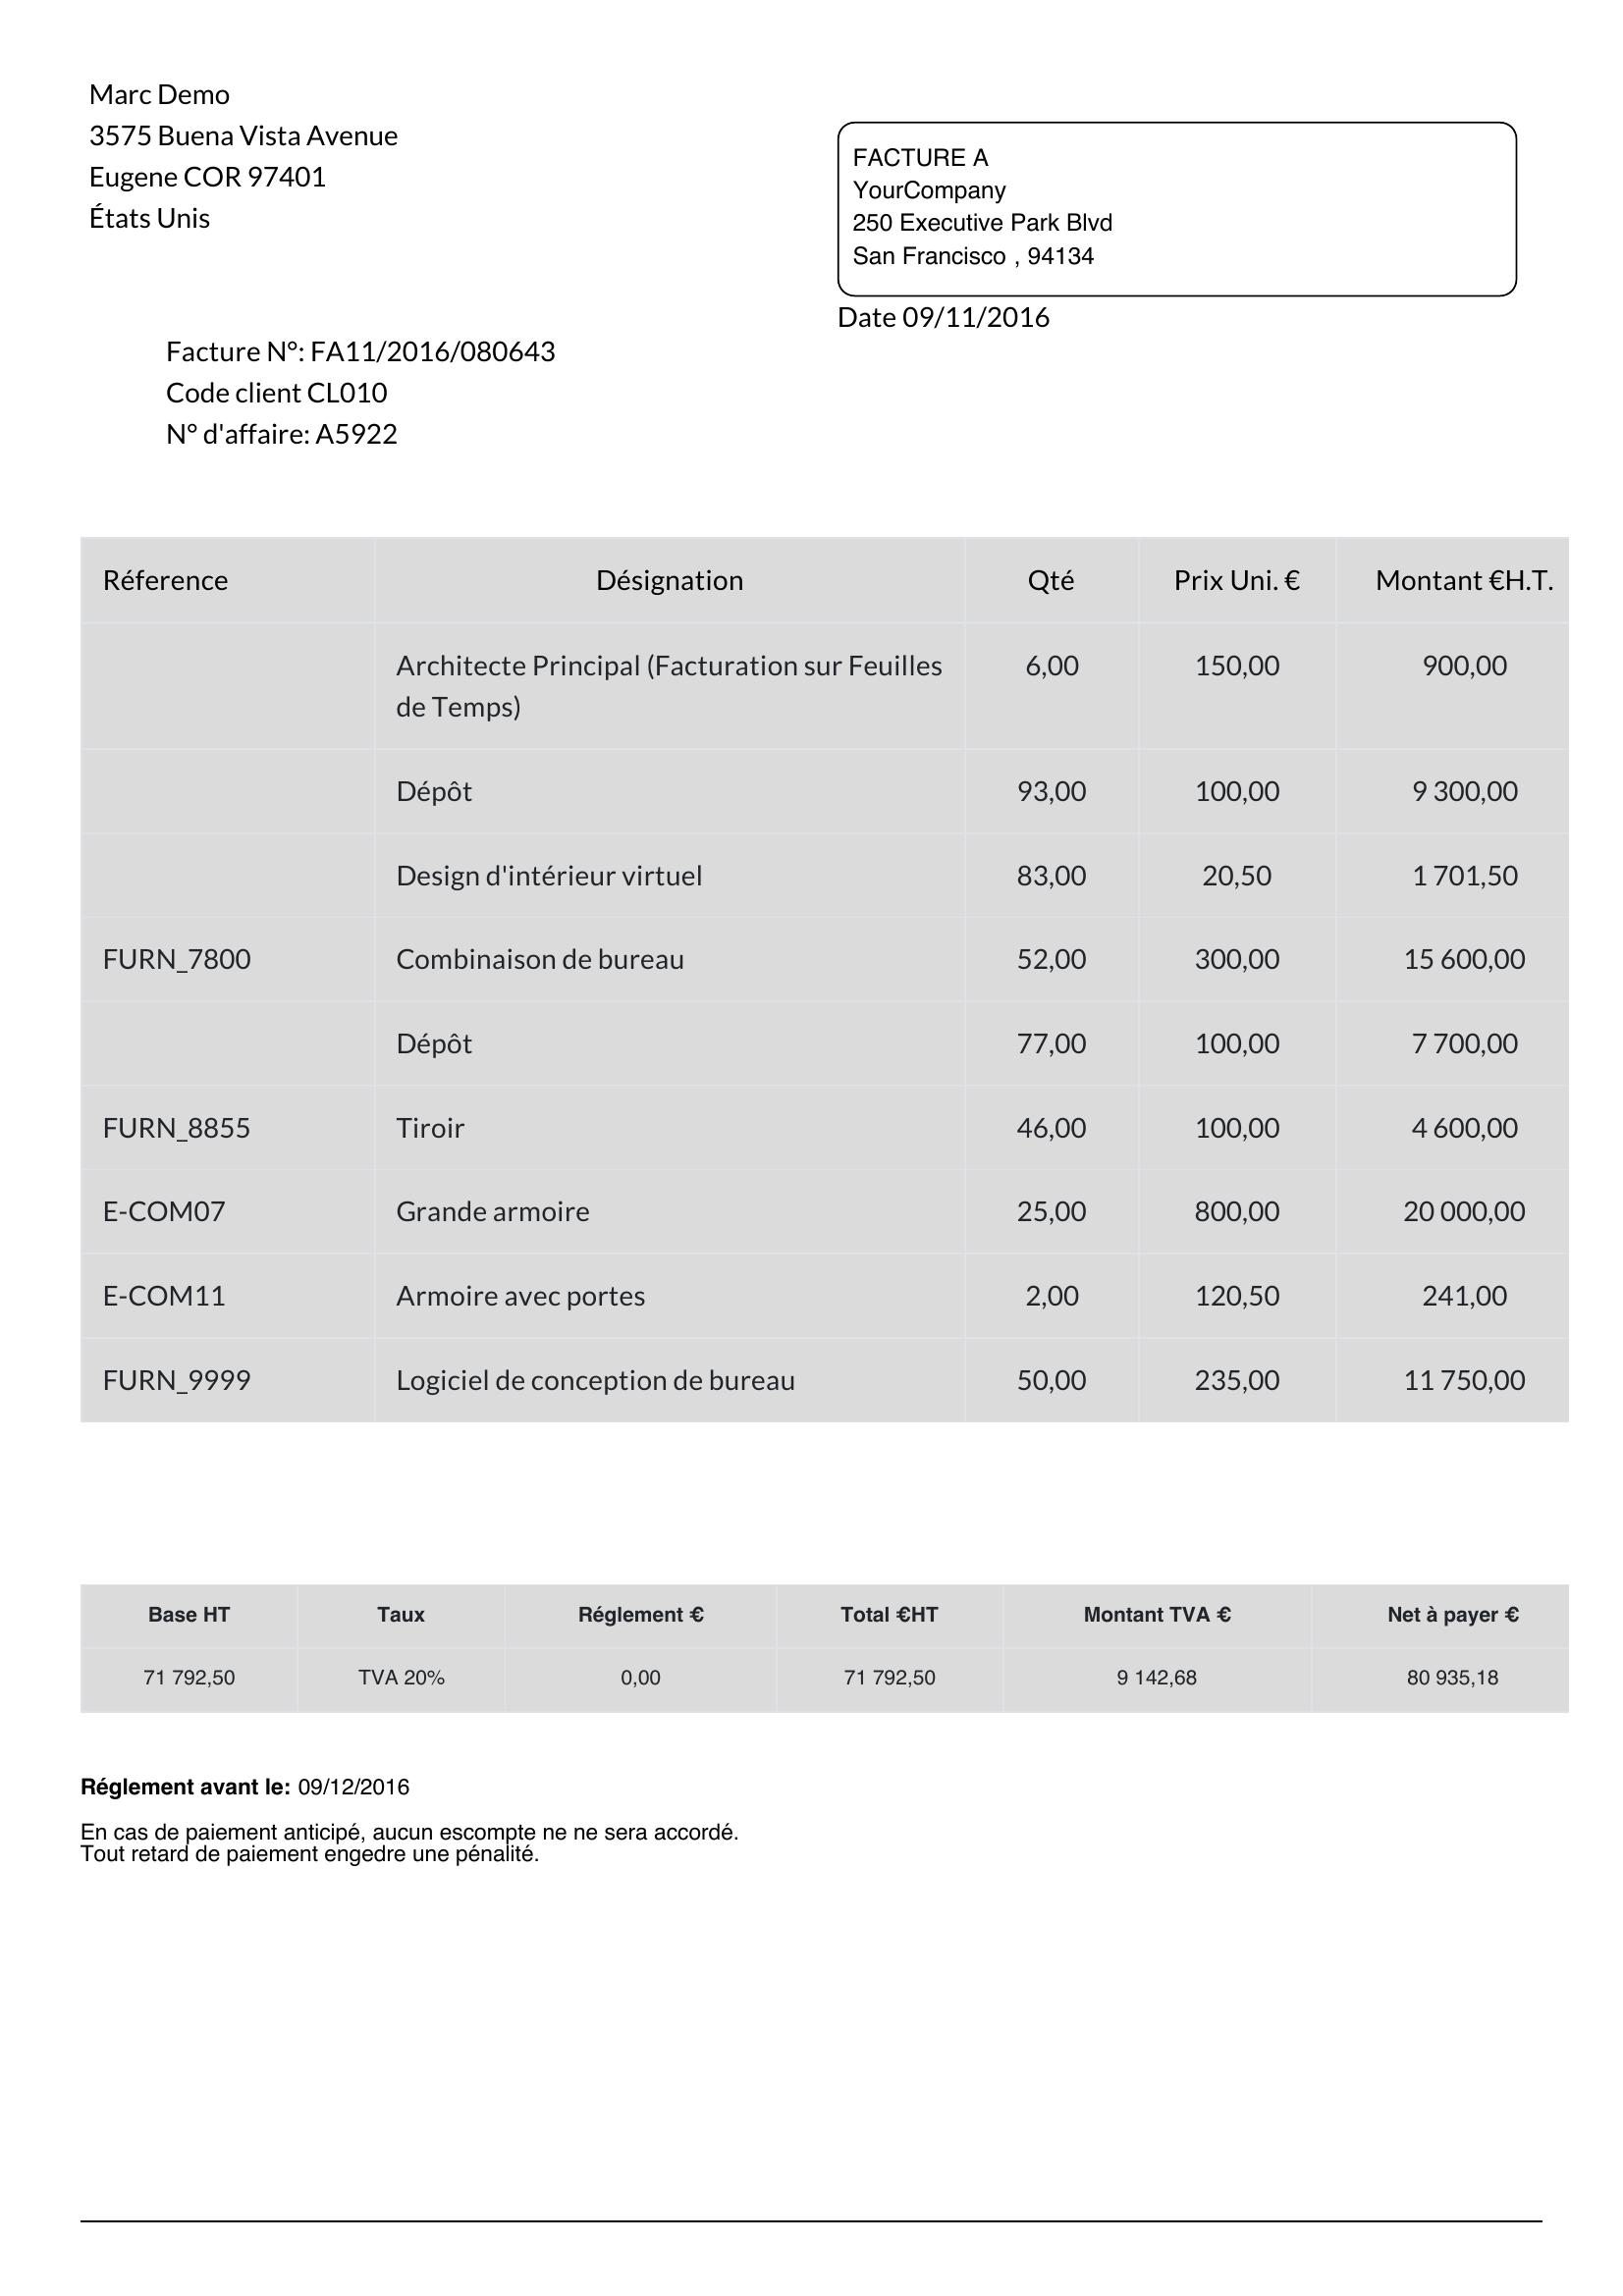 Marc Demo
3575 Buena Vista Avenue
Eugene COR 97401
États Unis
FACTURE A
YourCompany
250 Executive Park Blvd
San Francisco , 94134
Date 09/11/2016
Facture N°: FA11/2016/080643
Code client CL010
N° d'affaire: A5922
Réference Désignation Qté Prix Uni. € Montant €H.T.
Architecte Principal (Facturation sur Feuilles 6,00 150,00 900,00
de Temps)
Dépôt 93,00 100,00 9 300,00
Design d'intérieur virtuel 83,00 20,50 1 701,50
FURN_7800 Combinaison de bureau 52,00 300,00 15 600,00
Dépôt 77,00 100,00 7 700,00
FURN_8855 Tiroir 46,00 100,00 4 600,00
E-COM07 Grande armoire 25,00 800,00 20 000,00
E-COM11 Armoire avec portes 2,00 120,50 241,00
FURN_9999 Logiciel de conception de bureau 50,00 235,00 11 750,00
Base HT Taux Réglement € Total €HT Montant TVA € Net à payer €
71 792,50 TVA 20% 0,00 71 792,50 9 142,68 80 935,18
Réglement avant le: 09/12/2016
En cas de paiement anticipé, aucun escompte ne ne sera accordé.
Tout retard de paiement engedre une pénalité.